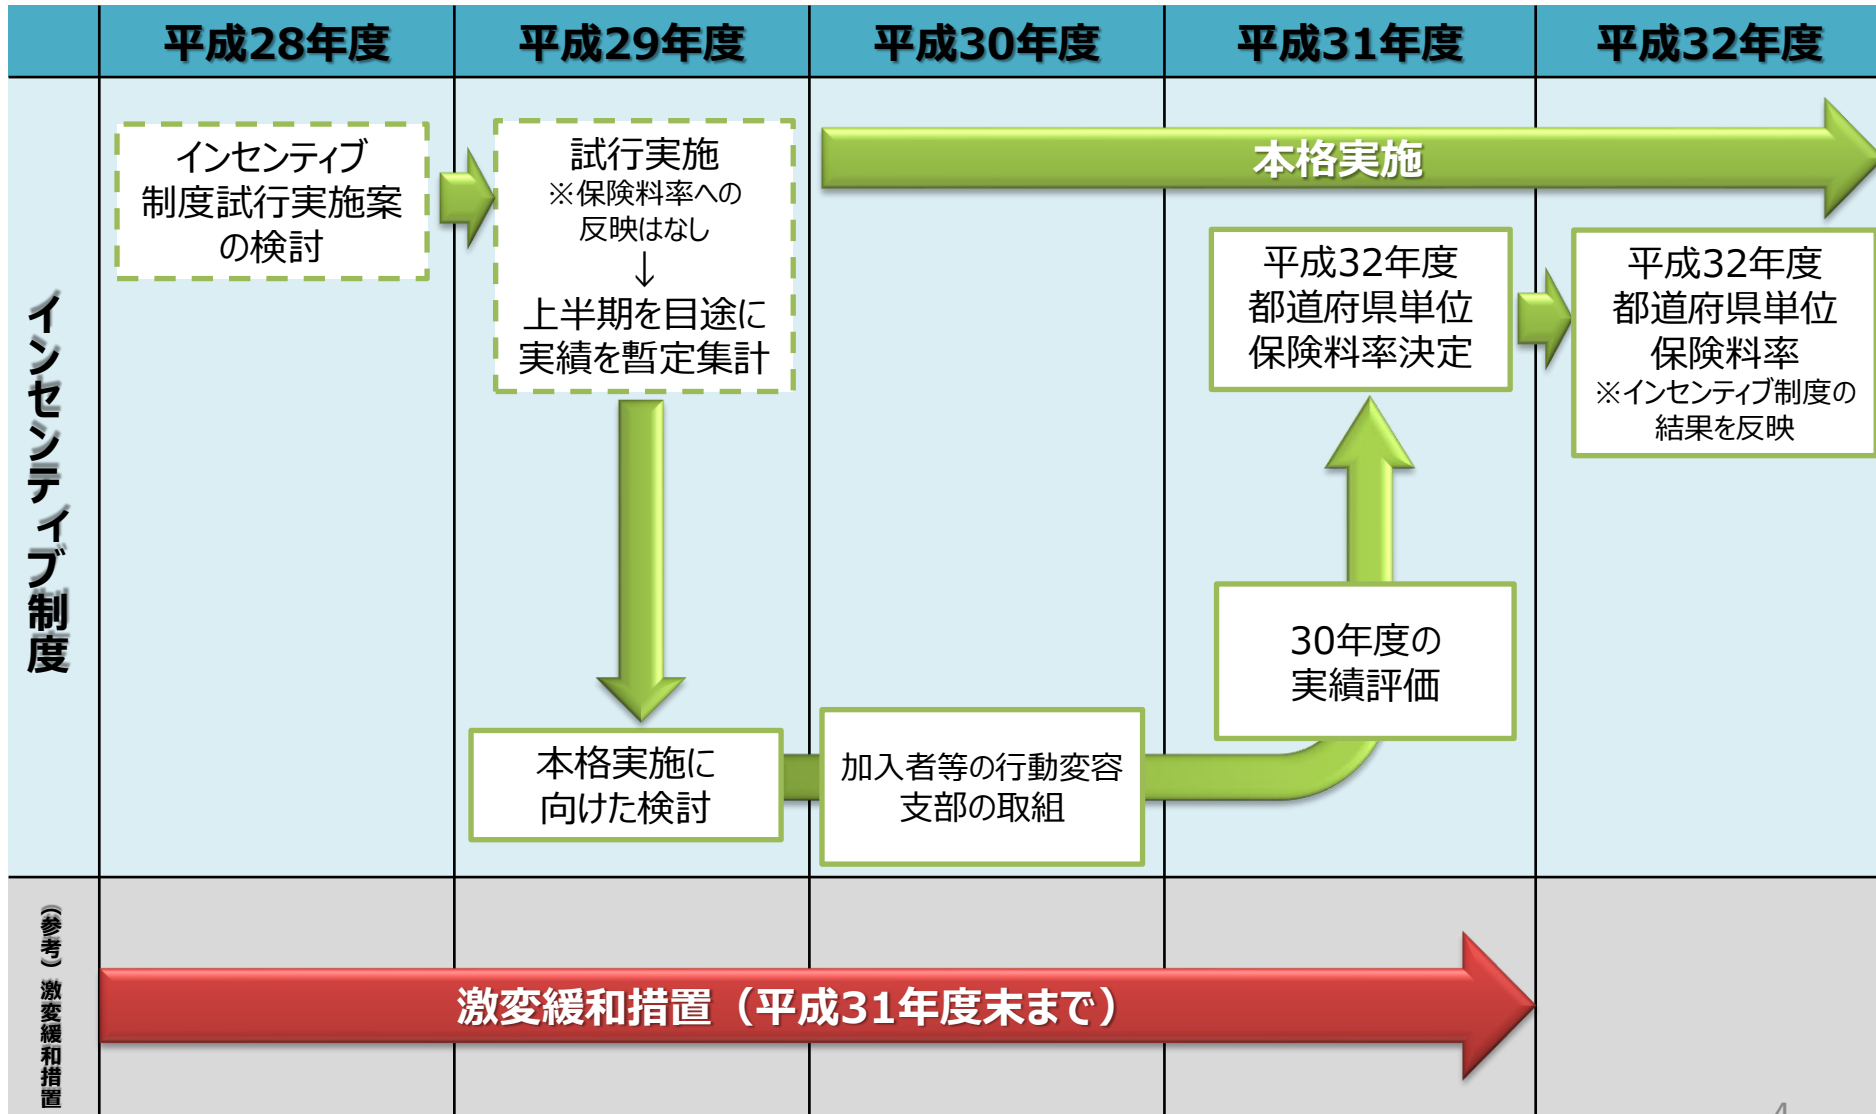 平成28年度
平成29年度
平成30年度
平成31年度
平成32年度
インセンティブ制度
インセンティブ
制度試行実施案
の検討
試行実施
※保険料率への
反映はなし
↓
上半期を目途に
実績を暫定集計
本格実施に
向けた検討
本格実施
加入者等の行動変容
支部の取組
30年度の
実績評価
平成32年度
都道府県単位
保険料率決定
平成32年度
都道府県単位
保険料率
※インセンティブ制度の
結果を反映
（参考）激変緩和措置
激変緩和措置（平成31年度末まで）
4